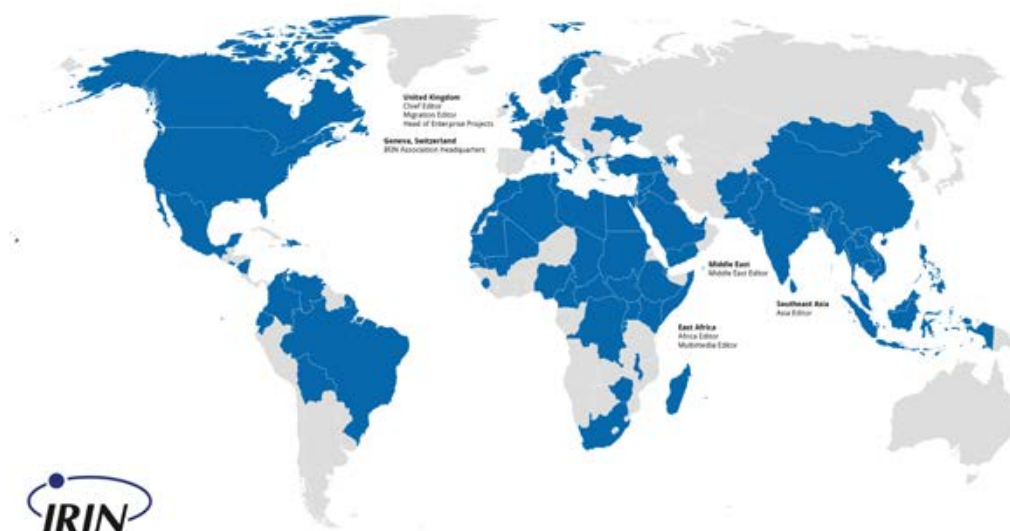 United Kingdom
Chief Editor
Migration Editor
Head of Enterprise Projects
Geneva, Switzerland
IRIN Association Headquarters
Middle East
Middle East Editor
Southeast Asia
Asia Editor
East Africa
Africa Editor
Multimedia Editor
IRIN